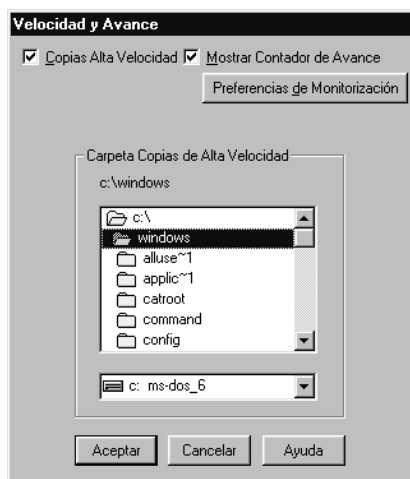 Velocidad y Avance
Copias Alta Velocidad Mostrar Contador de Avance
Preferencias de Monitorización
Carpeta Copias de Alta Velocidad
c:\windows
c:\
windows
alluse~1
applic~1
catroot
command
config
c: ms-dos_6
Aceptar Cancelar Ayuda